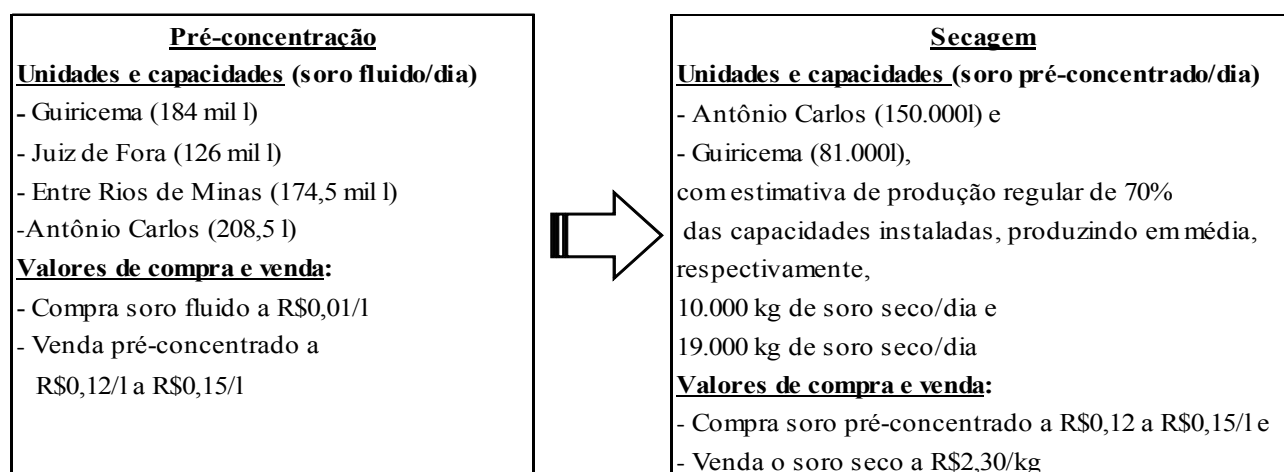 Pré-concentração
Unidades e capacidades (soro fluido/dia)
- Guiricema (184 mil l)
- Juiz de Fora (126 mil l)
- Entre Rios de Minas (174,5 mil l)
-Antônio Carlos (208,5 l)
Valores de compra e venda:
- Compra soro fluido a R$0,01/l
- Venda pré-concentrado a
R$0,12/l a R$0,15/l
Secagem
Unidades e capacidades (soro pré-concentrado/dia)
- Antônio Carlos (150.000l) e
- Guiricema (81.000l),
com estimativa de produção regular de 70%
das capacidades instaladas, produzindo em média,
respectivamente,
10.000 kg de soro seco/dia e
19.000 kg de soro seco/dia
Valores de compra e venda:
- Compra soro pré-concentrado a R$0,12 a R$0,15/l e
- Venda o soro seco a R$2,30/kg